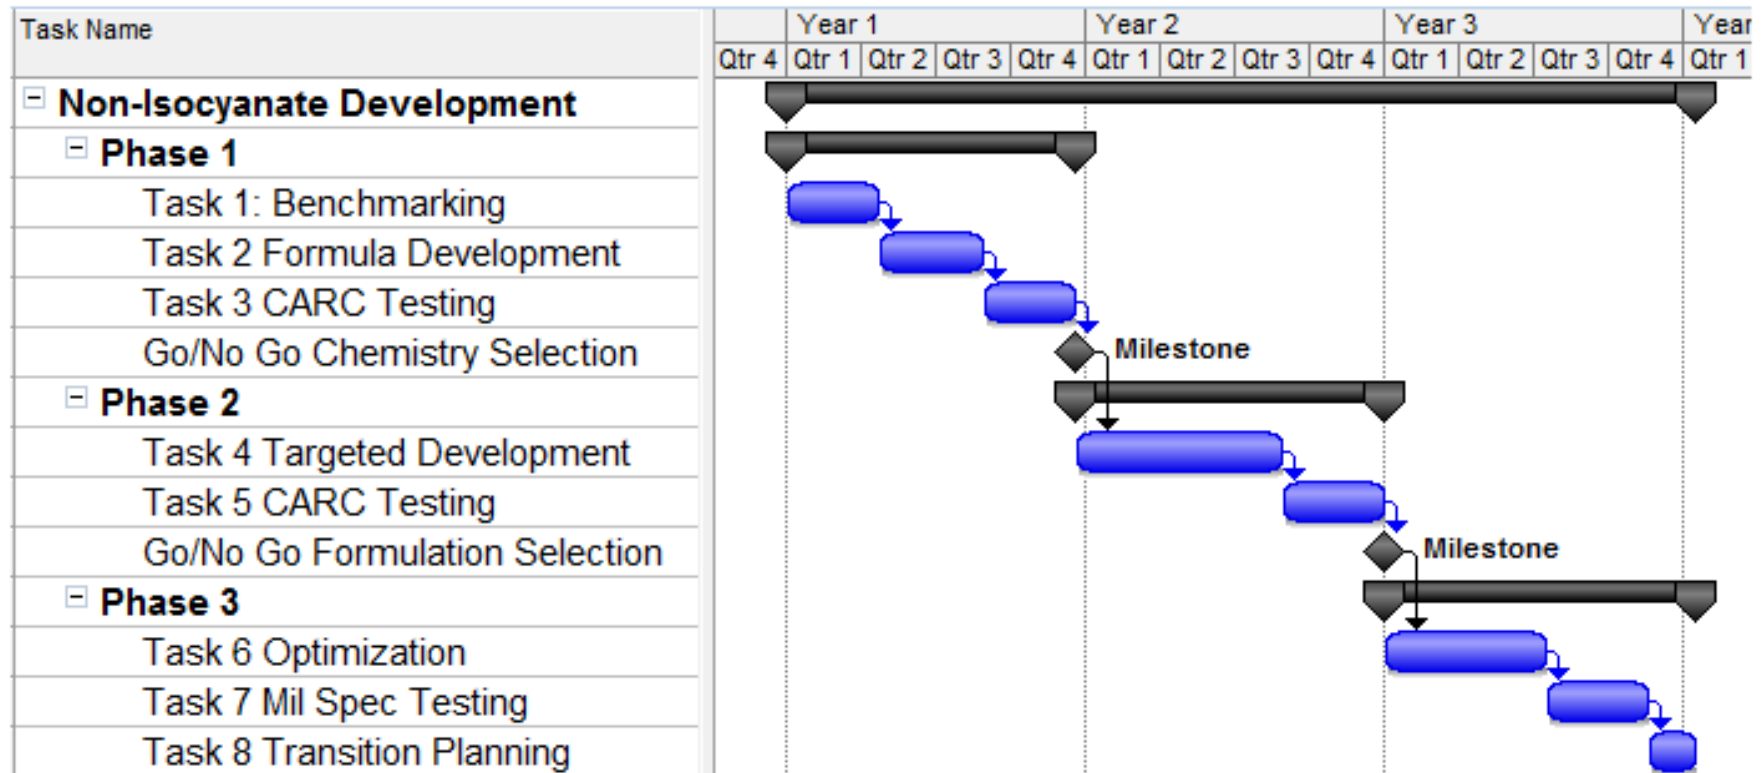 Task Name
Year 1 Year 2 Year 3 Year
Qtr 4 Qtr 1 Qtr 2 Qtr 3 Qtr 4 Qtr 1 Qtr 2 Qtr 3 Qtr 4 Qtr 1 Qtr 2 Qtr 3 Qtr 4 Qtr 1
Non-Isocyanate Development
Phase 1
Task 1: Benchmarking
Task 2 Formula Development
Task 3 CARC Testing
Go/No Go Chemistry Selection Milestone
Phase 2
Task 4 Targeted Development
Task 5 CARC Testing
Go/No Go Formulation Selection Milestone
Phase 3
Task 6 Optimization
Task 7 Mil Spec Testing
Task 8 Transition Planning